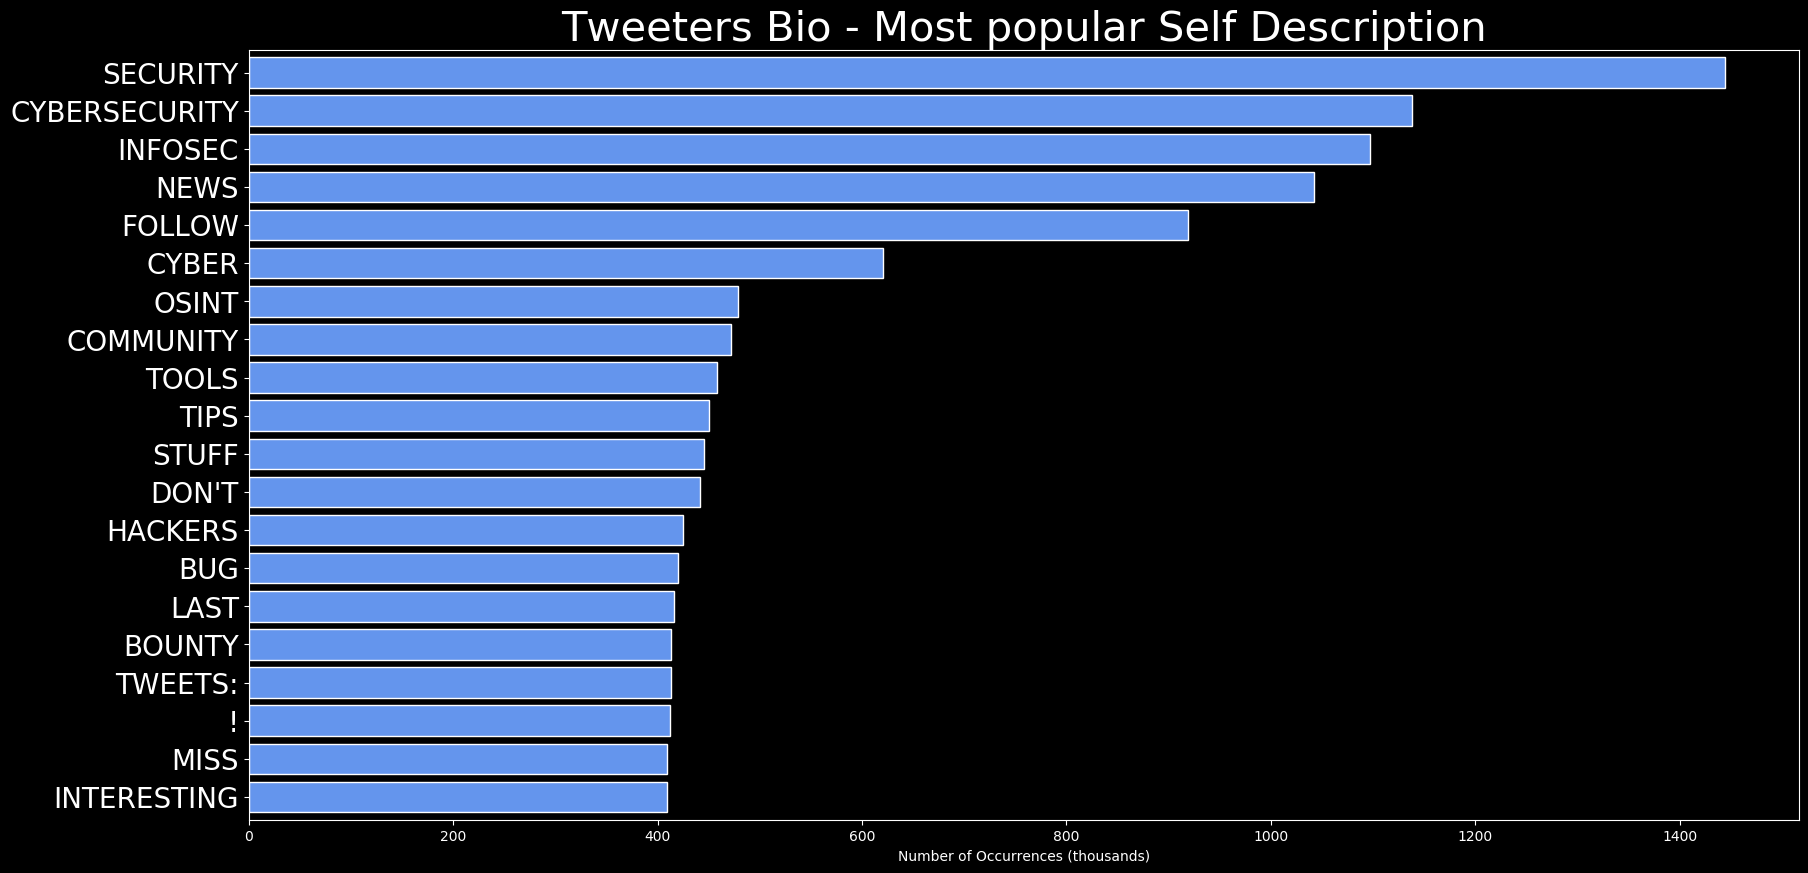 Tweeters Bio - Most popular Self Description
SECURITY
CYBERSECURITY
INFOSEC
NEWS
FOLLOW
CYBER
OSINT
COMMUNITY
TOOLS
TIPS
STUFF
DON'T
HACKERS
BUG
LAST
BOUNTY
TWEETS:
!
MISS
INTERESTING
0 200 400 600 800 1000 1200 1400
Number of Occurrences (thousands)